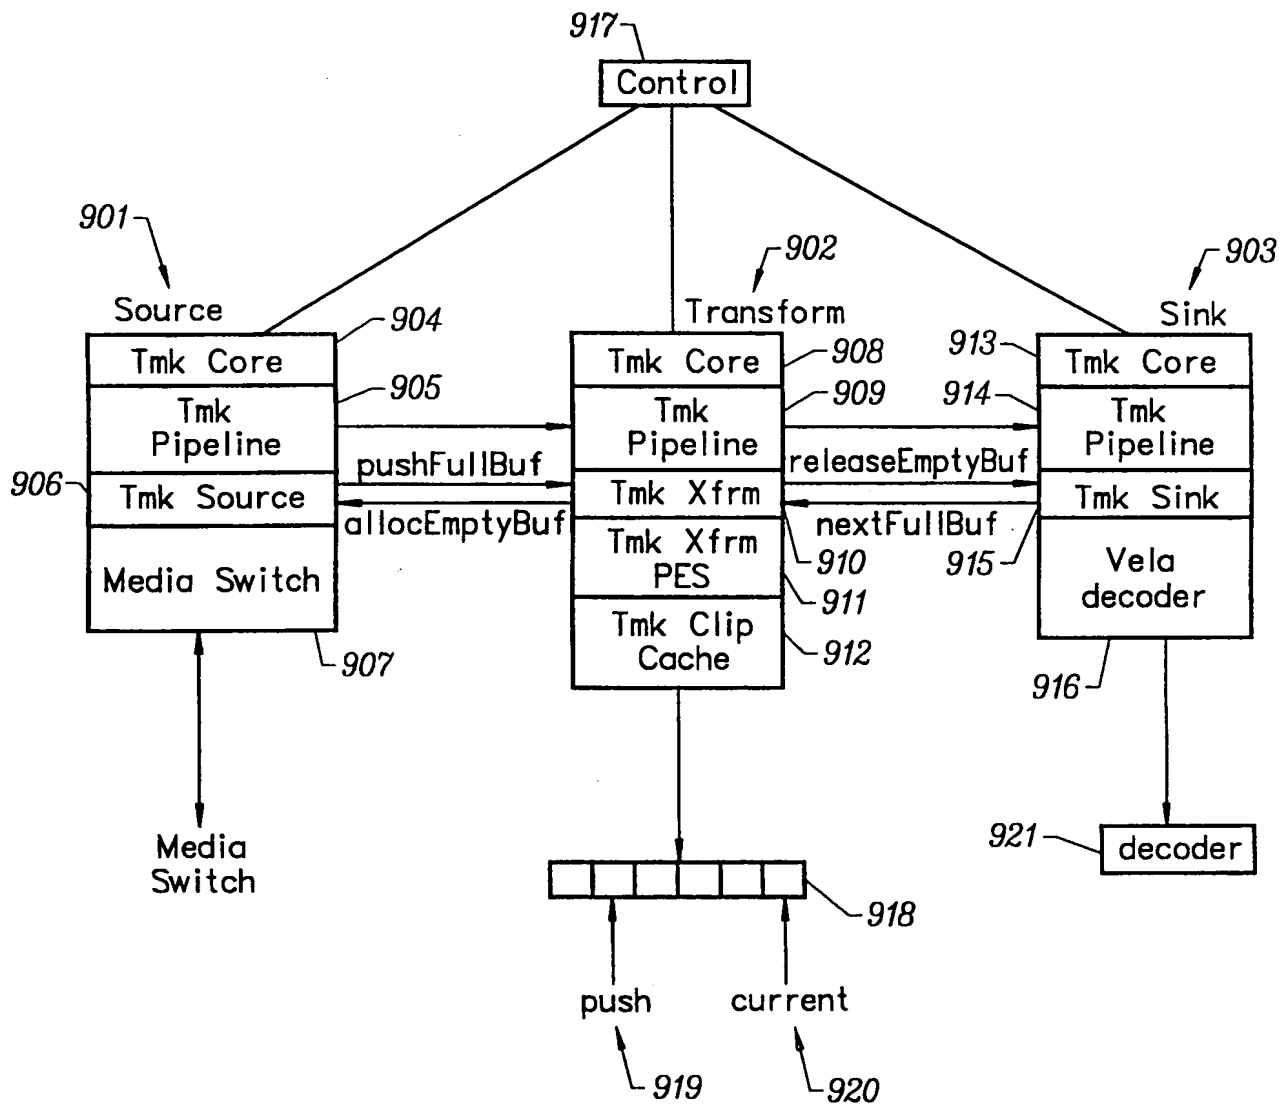 917
Control
901
902
903
Source
Transform
Sink
904
908
913
Tmk Core
Tmk Core
Tmk Core
905
909
914
Tmk
Pipeline
Tmk
Pipeline
Tmk
Pipeline
pushFullBuf
releaseEmptyBuf
906
Tmk Source
Tmk Xfrm
Tmk Sink
allocEmptyBuf
nextFullBuf
910
915
Media Switch
Tmk Xfrm
PES
911
Vela
decoder
907
Tmk Clip
Cache
912
916
Media
Switch
921
decoder
918
push
current
919
920